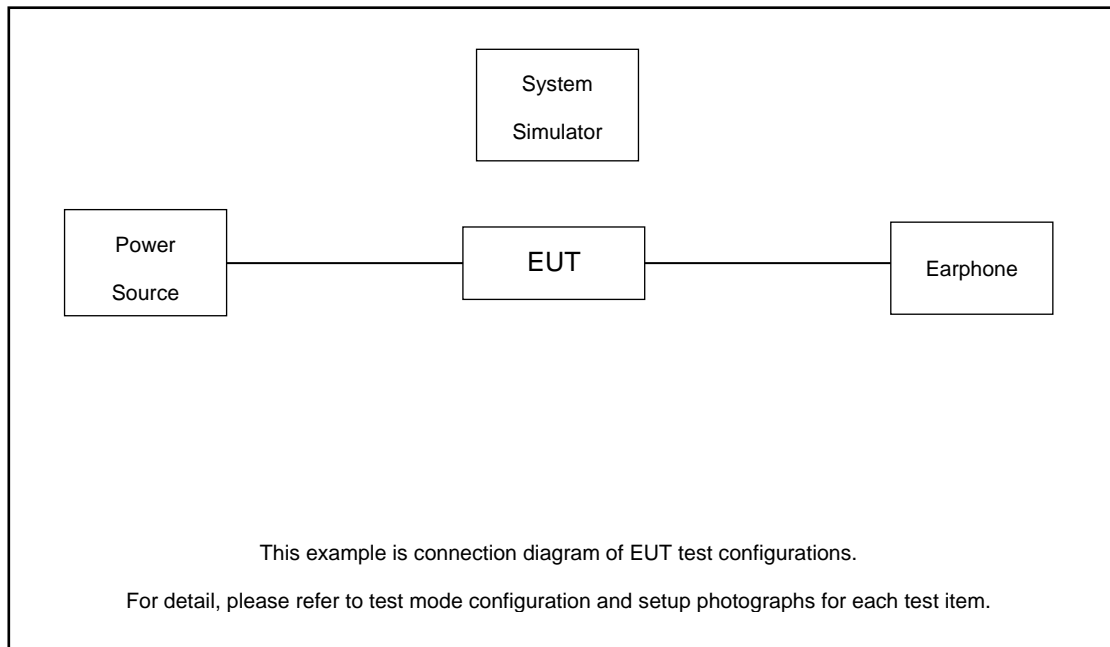 System
Simulator
Power
Source
EUT
Earphone
This example is connection diagram of EUT test configurations.
For detail, please refer to test mode configuration and setup photographs for each test item.